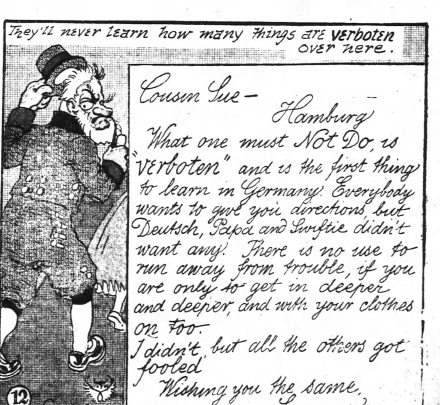 They'll never learn how many things are verboten
over here.
Cousin Sue-
Hamburg
What one must Not Do, is
"verboten" and is the first thing
to learn in Germany. Everybody
wants to give you directions, but
Deutsch, Papa and Swiftie didn't
want any. There is no use to
run away from trouble, if you
are only to get in deeper
and deeper, and with your clothes
on too.
I didn't, but all the others got
fooled
Wishing you the same,
12